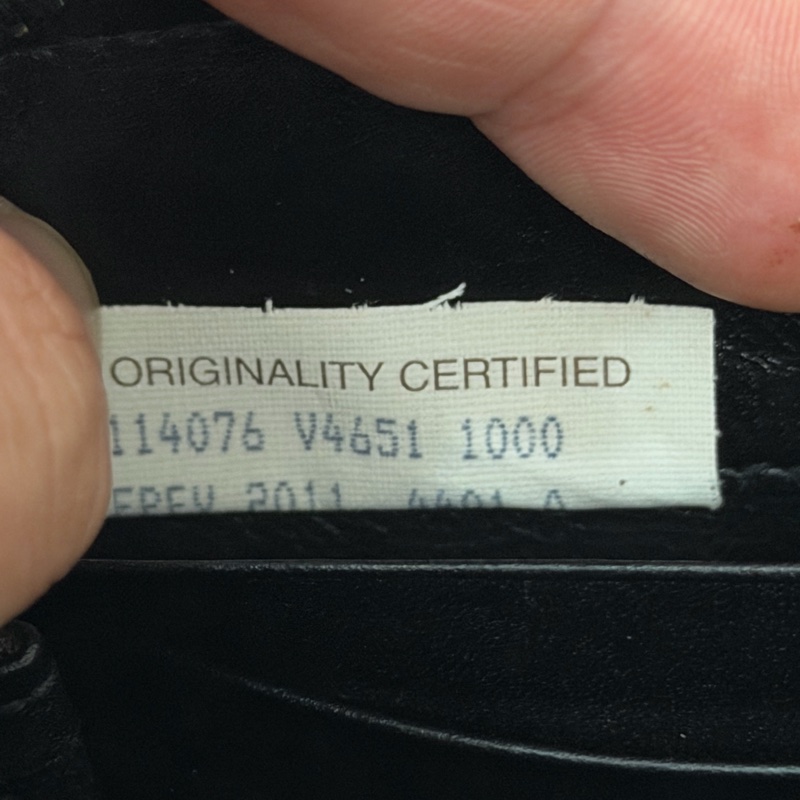 ORIGINALITY CERTIFIED
114076 V4651 1000
2011